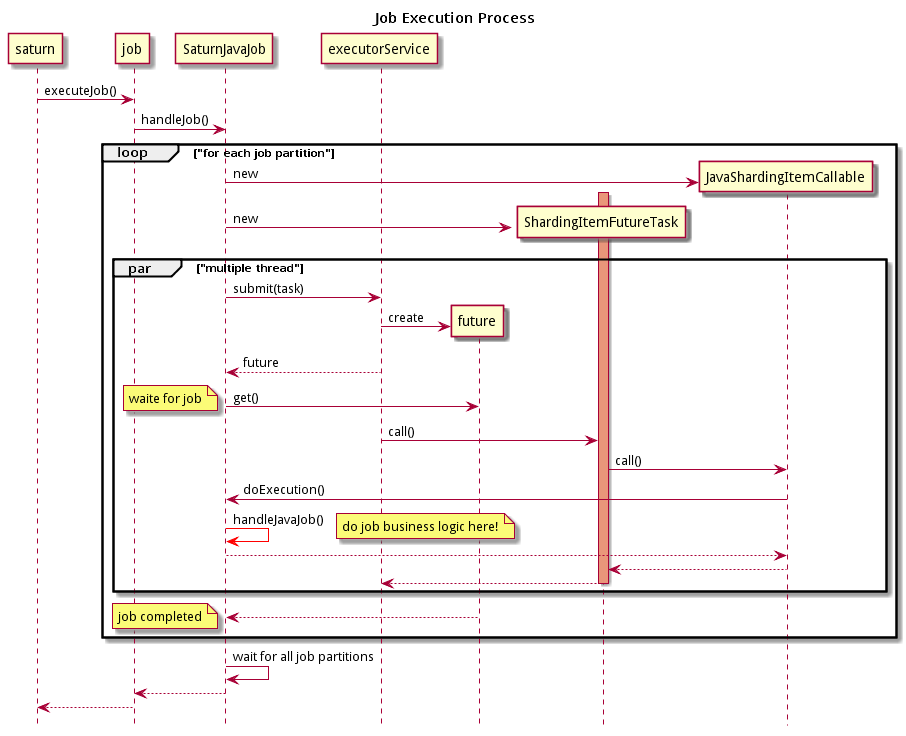 Job Execution Process
saturn
job
SaturnJavaJob
executorService
executeJob()
handleJob()
loop
["for each job partition"]
new
JavaShardingItemCallable
new
ShardingItemFutureTask
par
["multiple thread"]
submit(task)
create
future
future
waite for job
get()
call()
call()
doExecution()
handleJavaJob()
do job business logic here!
job completed
wait for all job partitions